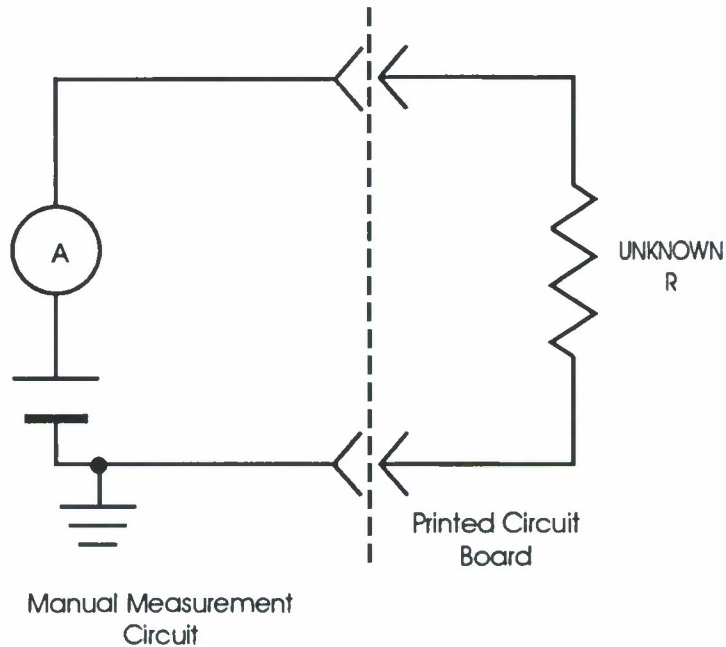 A
UNKNOWN
R
Printed Circuit
Board
Manual Measurement
Circuit